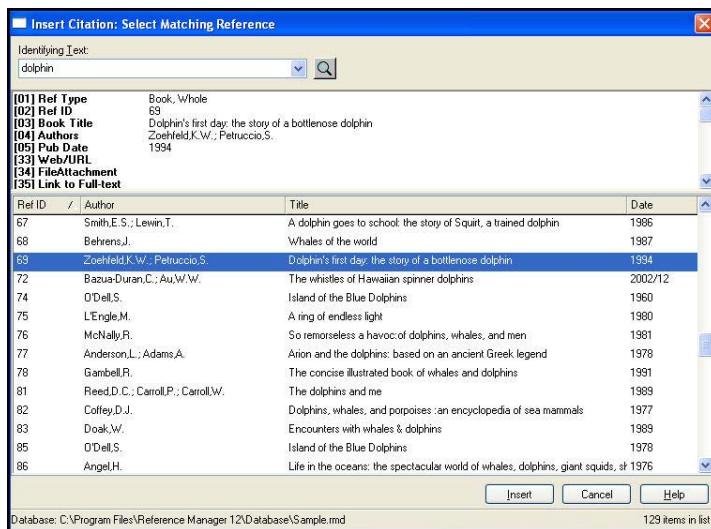 Insert Citation: Select Matching Reference
Identifying Text:
dolphin
[01] Ref Type Book, Whole
[02] Ref ID 69
[03] Book Title Dolphin's first day: the story of a bottlenose dolphin
[04] Authors Zoehfeld,K.W.; Petruccio,S.
[05] Pub Date 1994
[33] Web/URL
[34] FileAttachment
[35] Link to Full-text
Ref ID / Author Title Date
67 Smith,E.S.; Lewin,T. A dolphin goes to school: the story of Squirt, a trained dolphin 1986
68 Behrens,J. Whales of the world 1987
69 Zoehfeld,K.W.; Petruccio,S. Dolphin's first day: the story of a bottlenose dolphin 1994
72 Bazua-Duran,C.; Au,W.W. The whistles of Hawaiian spinner dolphins 2002/12
74 O'Dell,S. Island of the Blue Dolphins 1960
75 L'Engle,M. A ring of endless light 1980
76 McNally,R. So remorseless a havoc:of dolphins, whales, and men 1981
77 Anderson,L.; Adams,A. Arion and the dolphins: based on an ancient Greek legend 1978
78 Gambell,R. The concise illustrated book of whales and dolphins 1991
81 Reed,D.C.; Carroll,P.; Carroll,W. The dolphins and me 1989
82 Coffey,D.J. Dolphins, whales, and porpoises :an encyclopedia of sea mammals 1977
83 Doak,W. Encounters with whales & dolphins 1989
85 O'Dell,S. Island of the Blue Dolphins 1978
86 Angel,H. Life in the oceans: the spectacular world of whales, dolphins, giant squids, sh 1976
Insert Cancel Help
Database: C:\Program Files\Reference Manager 12\Database\Sample.rmd 129 items in list